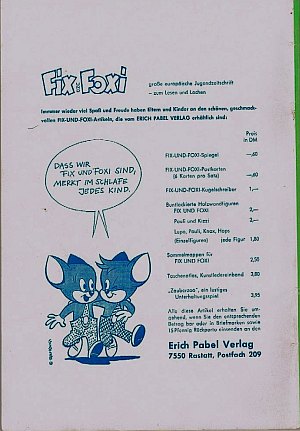 FIX und FOXI
große europäische Jugendzeitschrift
– zum Lesen und Lachen
Immmer wieder viel Spaß und Freude haben Eltern und Kinder an den schönen, geschmack-
vollen FIX-UND-FOXI-Artikeln, die vom ERICH PABEL VERLAG erhältlich sind:
DASS WIR
FIX UND FOXI SIND,
MERKT IM SCHLAFE
JEDES KIND.
Preis
in DM
FIX-UND-FOXI-Spiegel —,60
FIX-UND-FOXI-Postkarten —,60
(6 Karten pro Satz)
FIX-UND-FOXI-Kugelschreiber 1,—
Buntlackierte Holzwandfiguren
FIX UND FOXI 2,—
Pauli und Kra»i 2,—
Lupo, Pauli, Knax, Hops
(Einzelfiguren) jede Figur 1,80
Sammelmappen für
FIX UND FOXI 2,50
Taschenatlas, Kunstledereinband 2,80
„Zauberzoo", ein lustiges
Unterhaltungsspiel 3,95
Alle diese Artikel erhalten Sie um-
gehend, wenn Sie den entsprechenden
Betrag bar oder in Briefmarken sowie
15 Pfennig Rückporto einsenden an den
Erich Pabel Verlag
7550 Rastatt, Postfach 209